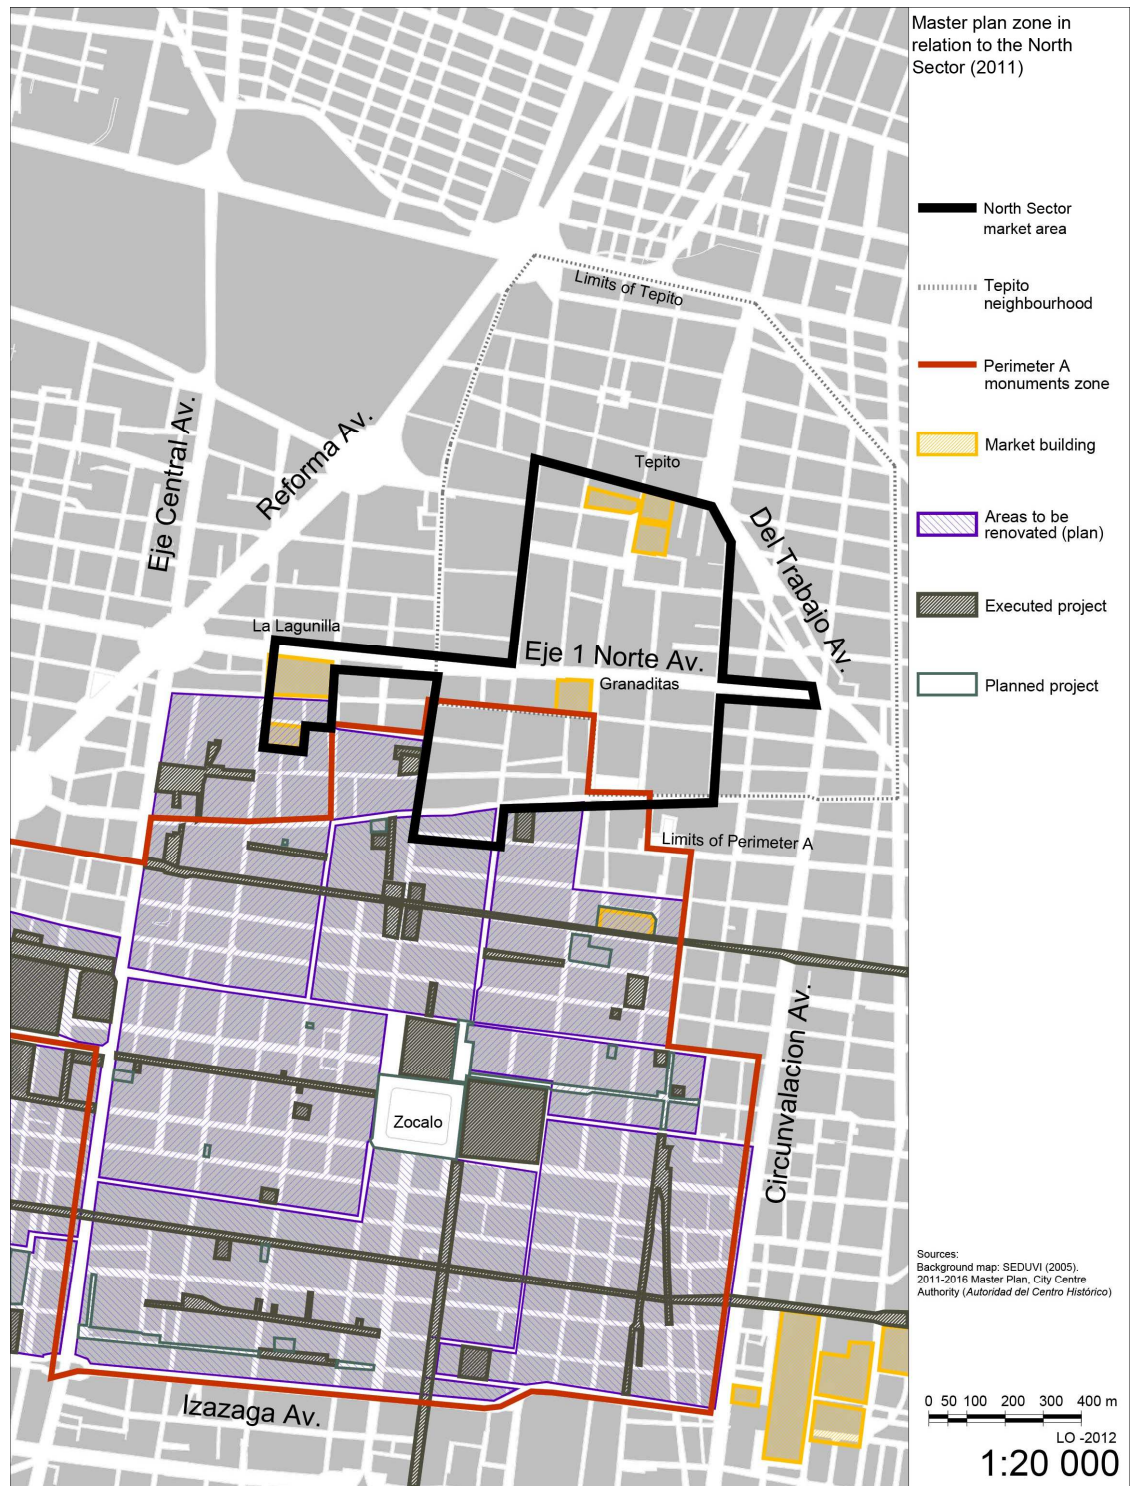 Master plan zone in
relation to the North
Sector (2011)
North Sector
market area
Tepito
neighbourhood
Perimeter A
monuments zone
Market building
Areas to be
renovated (plan)
Executed project
Planned project
Limits of Tepito
Eje Central Av.
Reforma Av.
Tepito
Del Trabajo Av.
La Lagunilla
Eje 1 Norte Av.
Granaditas
Limits of Perimeter A
Circunvalacion Av.
Zocalo
Izazaga Av.
Sources:
Background map: SEDUVI (2005).
2011-2016 Master Plan, City Centre
Authority (Autoridad del Centro Histórico)
0 50 100 200 300 400 m
LO -2012
1:20 000